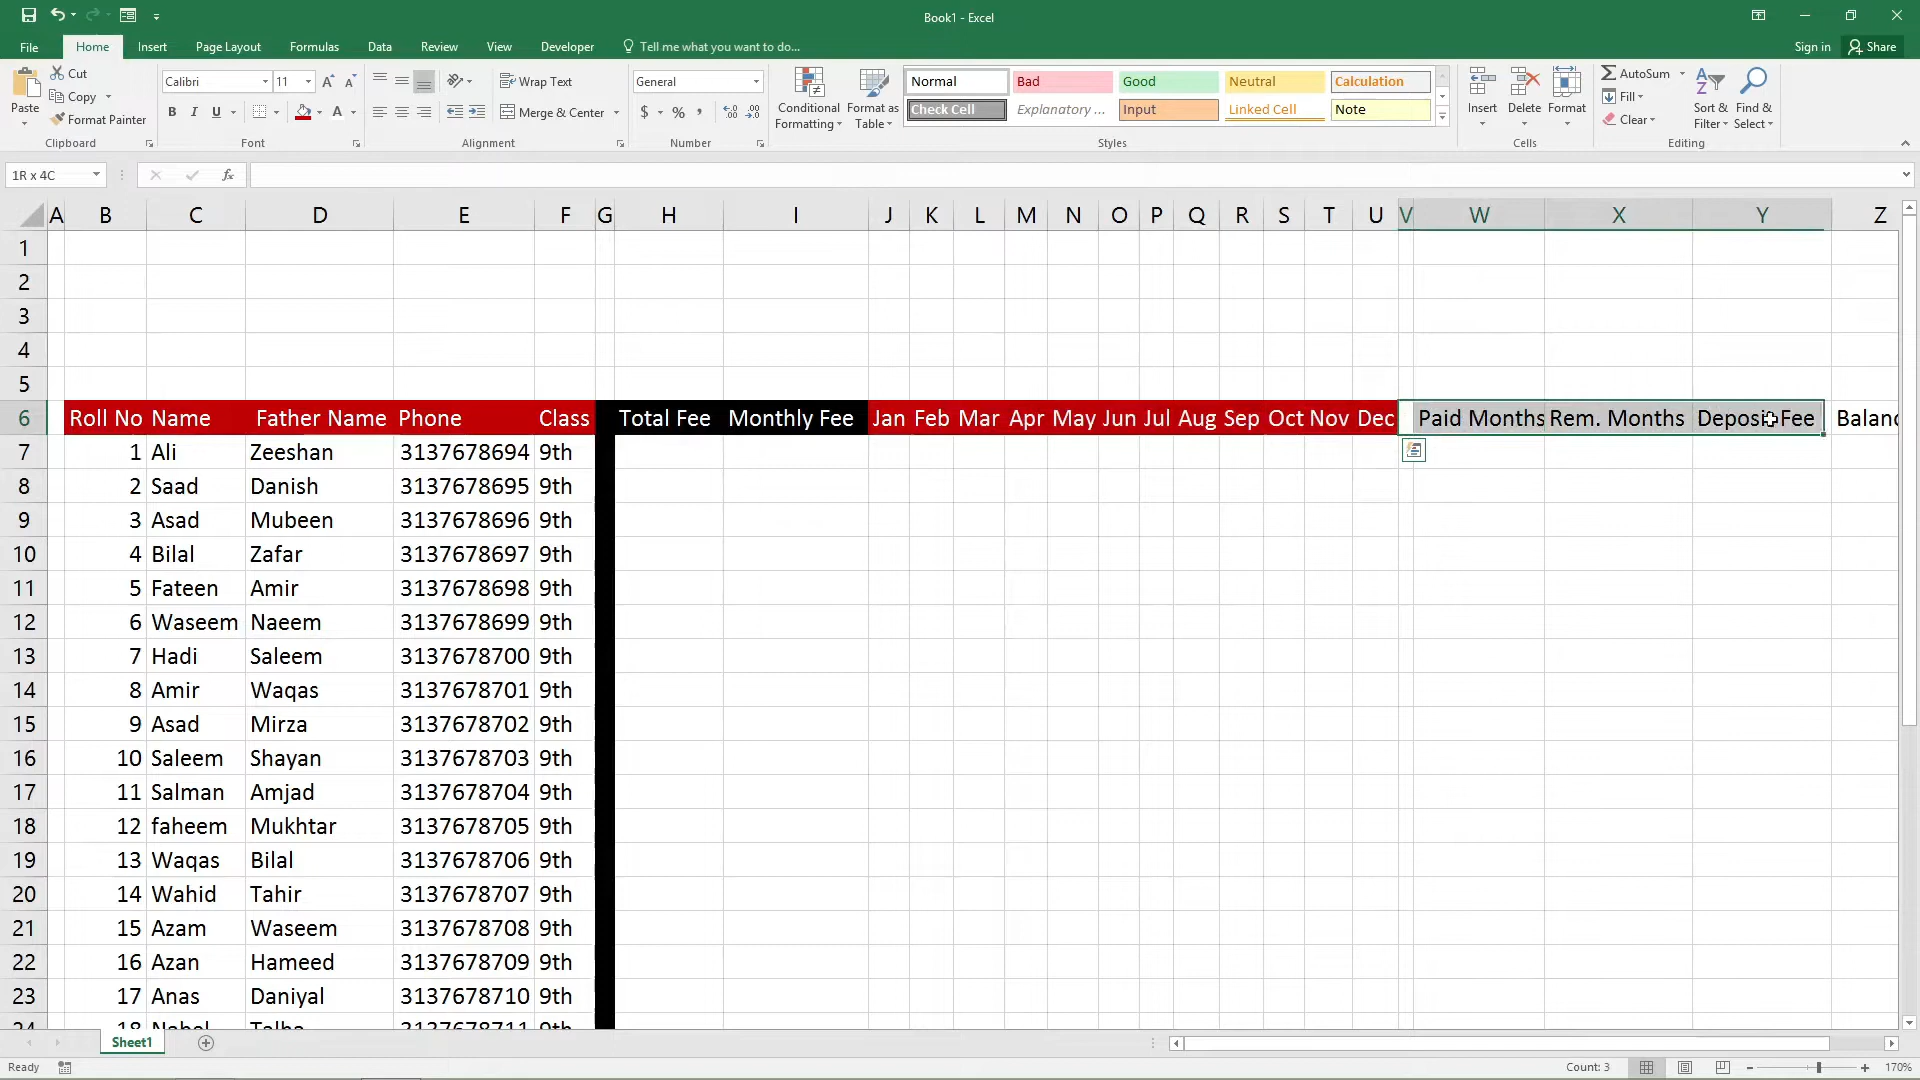 Book1 - Excel
File Home Insert Page Layout Formulas Data Review View Developer Tell me what you want to do... Sign in Share
Paste Cut Copy Format Painter Clipboard
Calibri 11 A A B I U A Font
Wrap Text Merge & Center Alignment
General $ % , Number
Conditional Formatting Format as Table
Normal Bad Good Neutral Calculation
Check Cell Explanatory ... Input Linked Cell Note
Styles
Insert Delete Format Cells
AutoSum Fill Clear Sort & Filter Find & Select Editing
1R x 4C fx
A B C D E F G H I J K L M N O P Q R S T U V W X Y Z
1
2
3
4
5
6 Roll No Name Father Name Phone Class Total Fee Monthly Fee Jan Feb Mar Apr May Jun Jul Aug Sep Oct Nov Dec Paid Months Rem. Months Deposit Fee
7 1 Ali Zeeshan 3137678694 9th
8 2 Saad Danish 3137678695 9th
9 3 Asad Mubeen 3137678696 9th
10 4 Bilal Zafar 3137678697 9th
11 5 Fateen Amir 3137678698 9th
12 6 Waseem Naeem 3137678699 9th
13 7 Hadi Saleem 3137678700 9th
14 8 Amir Waqas 3137678701 9th
15 9 Asad Mirza 3137678702 9th
16 10 Saleem Shayan 3137678703 9th
17 11 Salman Amjad 3137678704 9th
18 12 faheem Mukhtar 3137678705 9th
19 13 Waqas Bilal 3137678706 9th
20 14 Wahid Tahir 3137678707 9th
21 15 Azam Waseem 3137678708 9th
22 16 Azan Hameed 3137678709 9th
23 17 Anas Daniyal 3137678710 9th
Sheet1
Ready Count: 3 170%